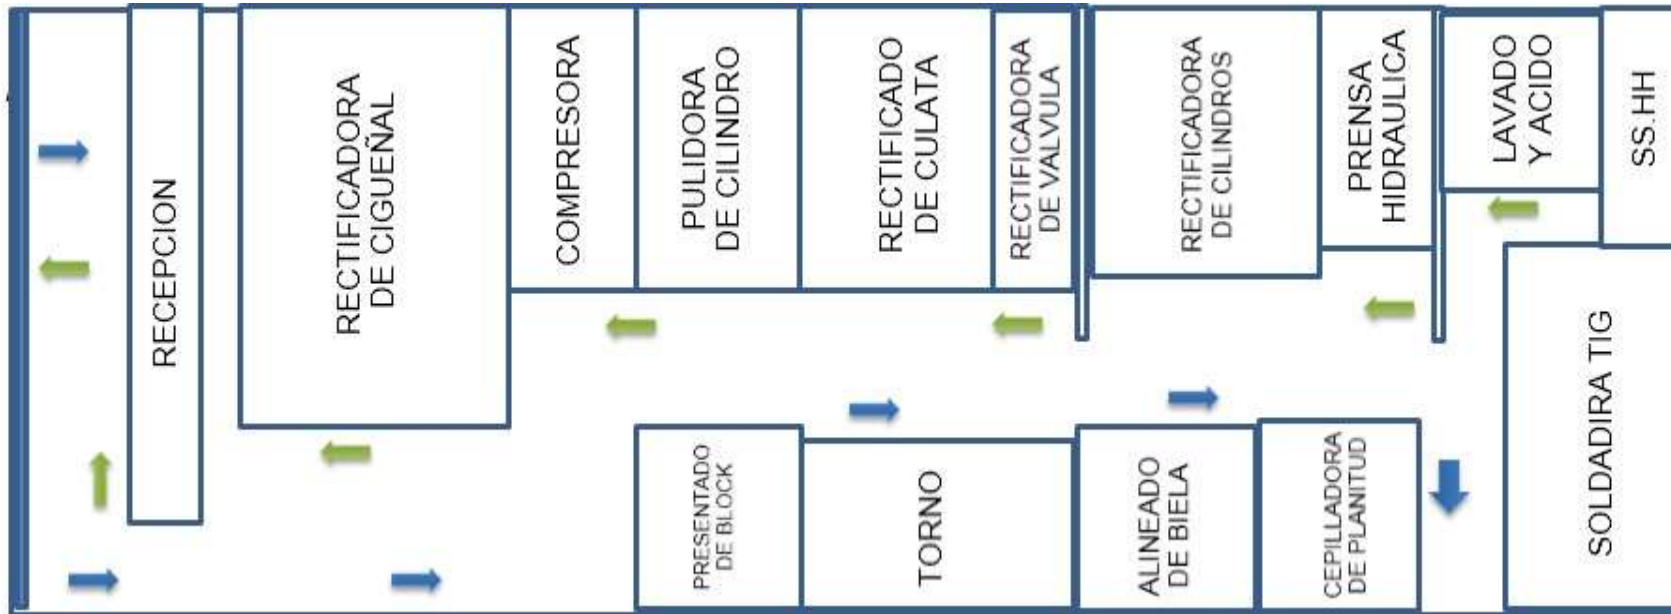 RECEPCION
RECTIFICADORA
DE CIGUEÑAL
COMPRESORA
PULIDORA
DE CILINDRO
RECTIFICADO
DE CULATA
RECTIFICADORA
DE VALVULA
RECTIFICADORA
DE CILINDROS
PRENSA
HIDRAULICA
LAVADO
Y ACIDO
SS.HH
PRESENTADO
DE BLOCK
TORNO
ALINEADO
DE BIELA
CEPILLADORA
DE PLANITUD
SOLDADIRA TIG